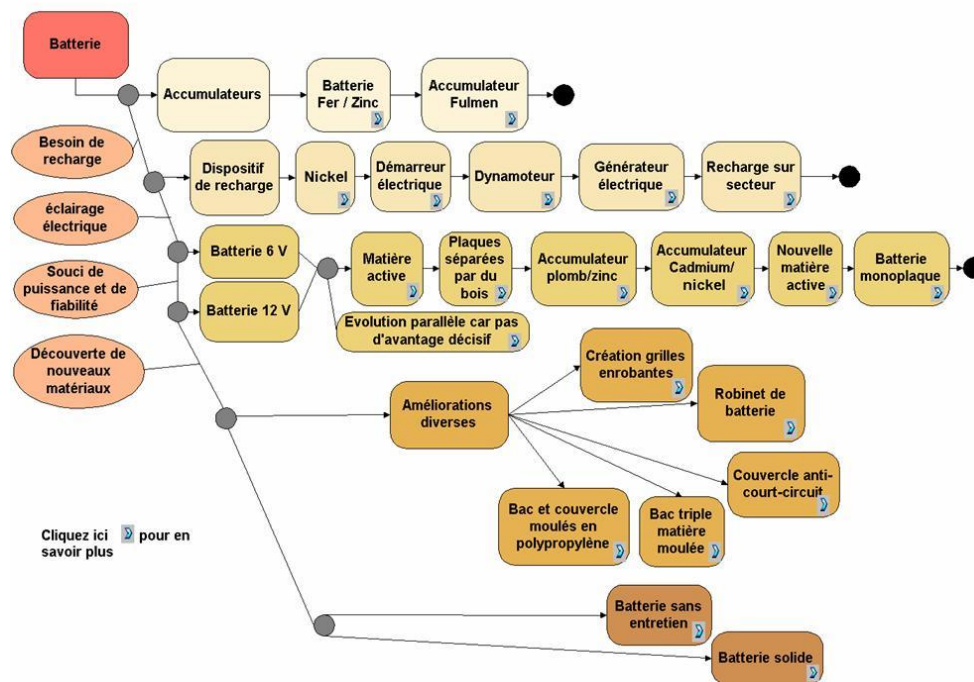 Batterie
Accumulateurs
Batterie
Fer / Zinc
Accumulateur
Fulmen
Besoin de
recharge
Dispositif
de recharge
Nickel
Démarreur
électrique
Dynamoteur
Générateur
électrique
Recharge sur
secteur
éclairage
électrique
Batterie 6 V
Batterie 12 V
Matière
active
Plaques
séparées
par du
bois
Accumulateur
plomb/zinc
Accumulateur
Cadmium/
nickel
Nouvelle
matière
active
Batterie
monoplaque
Souci de
puissance et de
fiabilité
Evolution parallèle car pas
d'avantage décisif
Découverte de
nouveaux
matériaux
Améliorations
diverses
Création grilles
enrobantes
Robinet de
batterie
Couvercle anti-
court-circuit
Bac et couvercle
moulés en
polypropylène
Bac triple
matière
moulée
Cliquez ici pour en
savoir plus
Batterie sans
entretien
Batterie solide